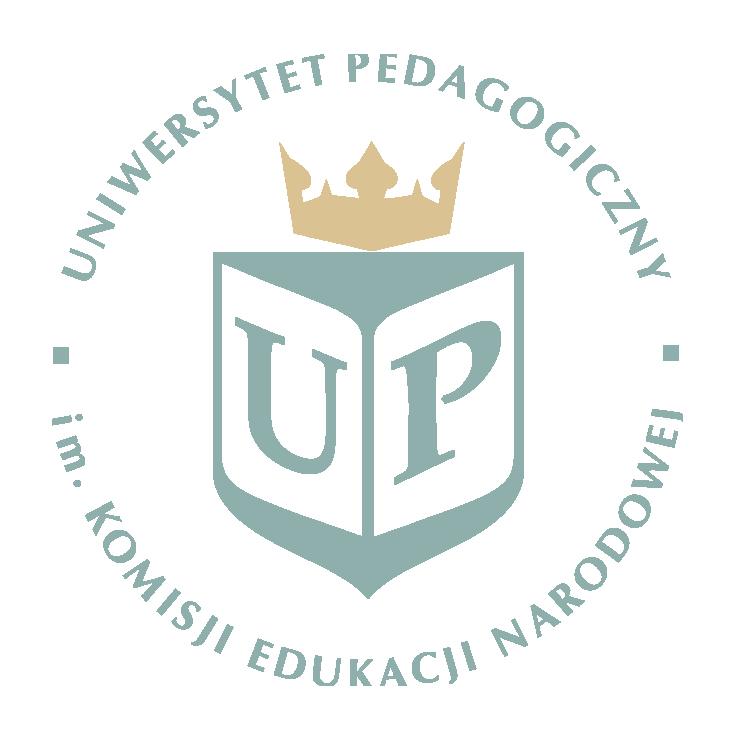 UNIWERSYTET PEDAGOGICZNY
UP
im. KOMISJI EDUKACJI NARODOWEJ